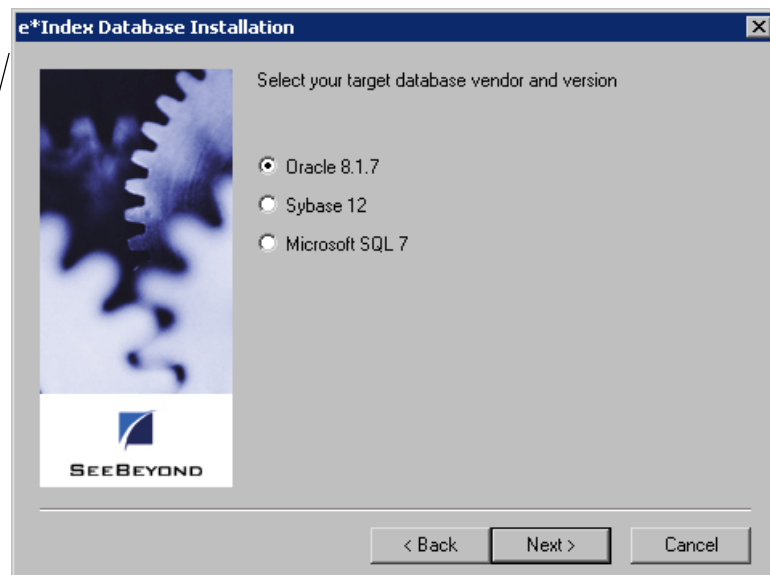 e*Index Database Installation
Select your target database vendor and version
Oracle 8.1.7
Sybase 12
Microsoft SQL 7
SEEBEYOND
< Back
Next >
Cancel